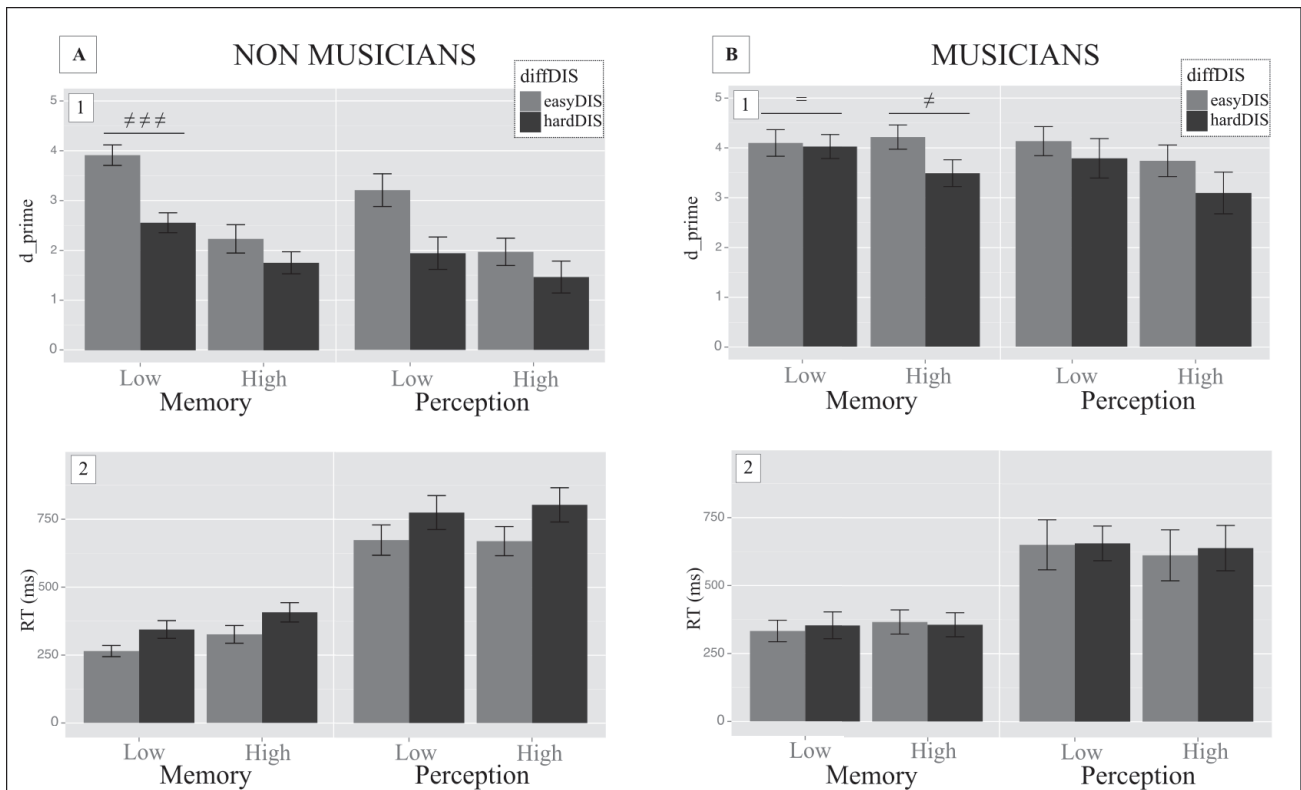 A
NON MUSICIANS
diffDIS
easyDIS
hardDIS
1
≠ ≠ ≠
5
4
3
2
1
0
d_prime
Low
High
Low
High
Memory
Perception
2
750
500
250
0
RT (ms)
Low
High
Low
High
Memory
Perception
B
MUSICIANS
diffDIS
easyDIS
hardDIS
1
=
≠
5
4
3
2
1
0
d_prime
Low
High
Low
High
Memory
Perception
2
750
500
250
0
RT (ms)
Low
High
Low
High
Memory
Perception